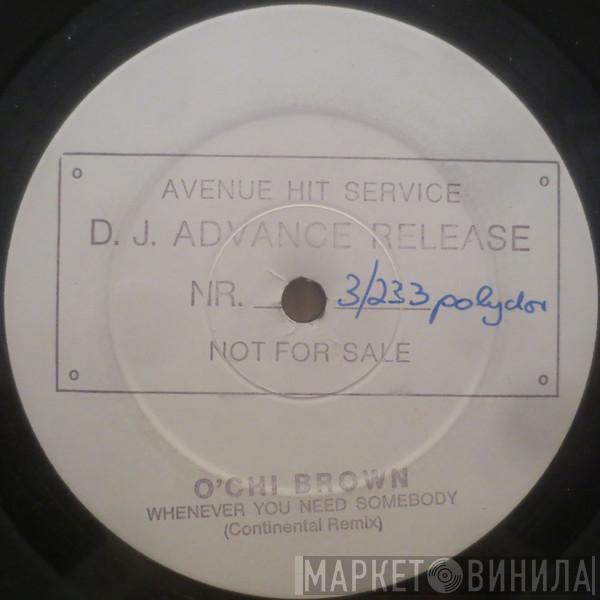 AVENUE HIT SERVICE
D. J. ADVANCE RELEASE
NR. 3/233 polydor
NOT FOR SALE
O'CHI BROWN
WHENEVER YOU NEED SOMEBODY
(Continental Remix)
МАРКЕТ ВИНИЛА